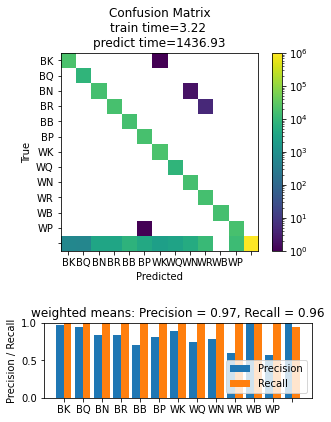 Confusion Matrix
train time=3.22
predict time=1436.93
True
BK
BQ
BN
BR
BB
BP
WK
WQ
WN
WR
WB
WP
BK BQ BN BR BB BP WK WQ WN WR WB WP
Predicted
10^6
10^5
10^4
10^3
10^2
10^1
10^0
weighted means: Precision = 0.97, Recall = 0.96
Precision / Recall
1.0
0.5
0.0
Precision
Recall
BK BQ BN BR BB BP WK WQ WN WR WB WP